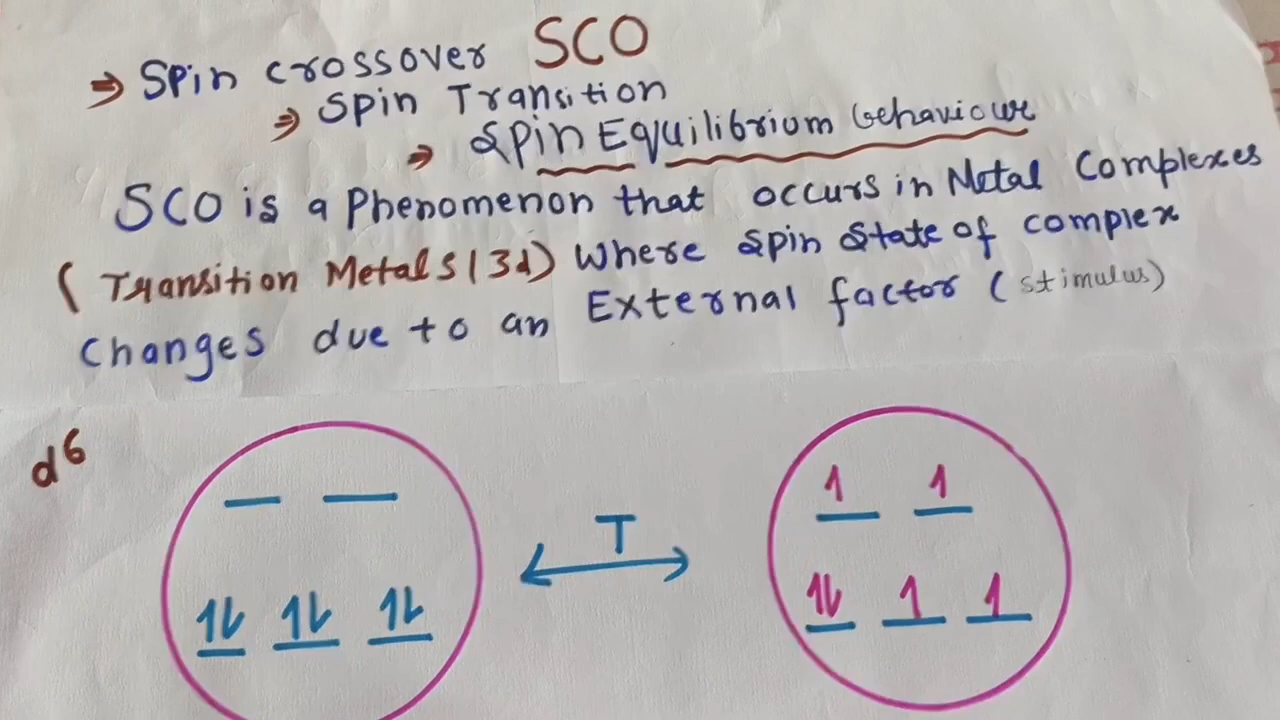 ⇒ Spin crossover SCO
⇒ Spin Transition
⇒ Spin Equilibrium behaviour
SCO is a Phenomenon that occurs in Metal Complexes
( Transition Metals (3d) Where Spin State of complex
Changes due to an External factor (stimulus)
d6
T